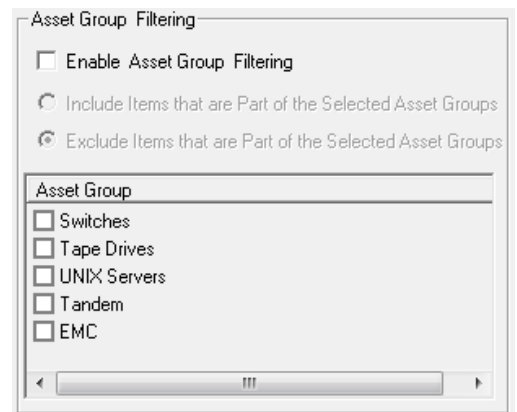 Asset Group Filtering
Enable Asset Group Filtering
Include Items that are Part of the Selected Asset Groups
Exclude Items that are Part of the Selected Asset Groups
Asset Group
Switches
Tape Drives
UNIX Servers
Tandem
EMC